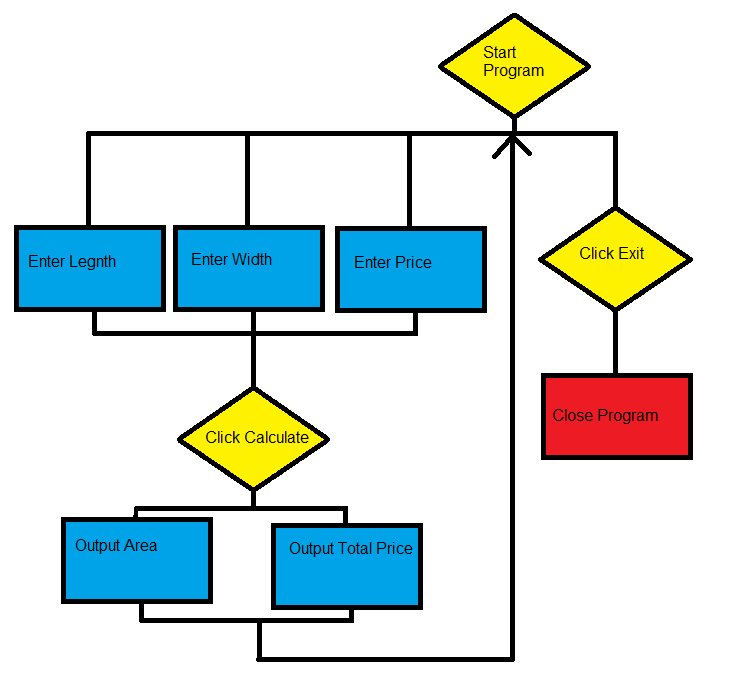 Start
Program
Enter Legnth
Enter Width
Enter Price
Click Exit
Close Program
Click Calculate
Output Area
Output Total Price